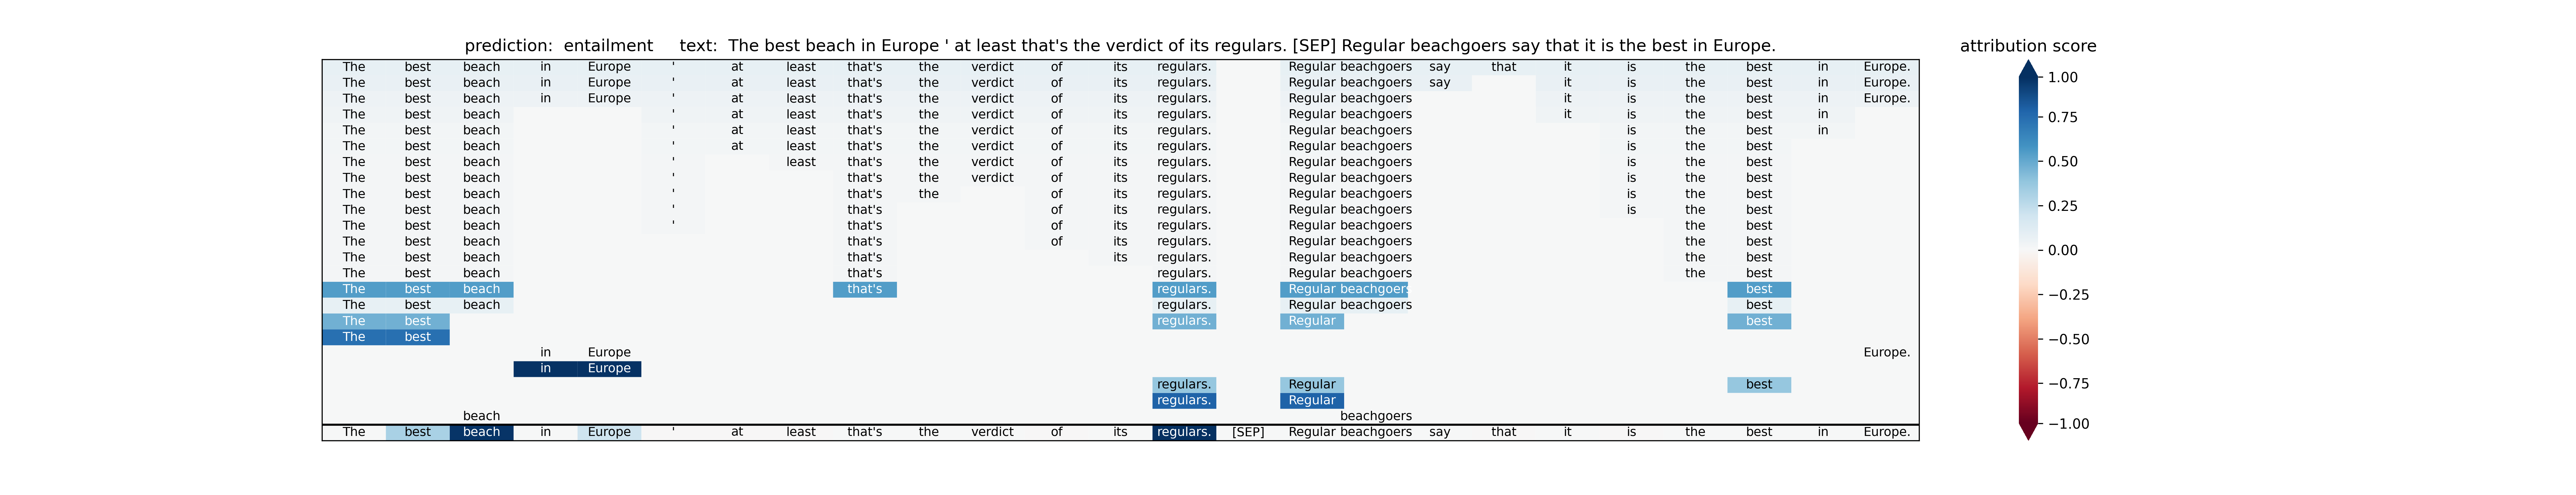 prediction: entailment text: The best beach in Europe ' at least that's the verdict of its regulars. [SEP] Regular beachgoers say that it is the best in Europe. attribution score
The best beach in Europe ' at least that's the verdict of its regulars. Regular beachgoers say that it is the best in Europe.
The best beach in Europe ' at least that's the verdict of its regulars. Regular beachgoers say it is the best in Europe.
The best beach in Europe ' at least that's the verdict of its regulars. Regular beachgoers it is the best in Europe.
The best beach ' at least that's the verdict of its regulars. Regular beachgoers it is the best in
The best beach ' at least that's the verdict of its regulars. Regular beachgoers is the best in
The best beach ' at least that's the verdict of its regulars. Regular beachgoers is the best
The best beach ' least that's the verdict of its regulars. Regular beachgoers is the best
The best beach ' that's the verdict of its regulars. Regular beachgoers is the best
The best beach ' that's the of its regulars. Regular beachgoers is the best
The best beach ' that's of its regulars. Regular beachgoers is the best
The best beach ' that's of its regulars. Regular beachgoers the best
The best beach that's of its regulars. Regular beachgoers the best
The best beach that's its regulars. Regular beachgoers the best
The best beach that's regulars. Regular beachgoers the best
The best beach that's regulars. Regular beachgoers best
The best beach regulars. Regular beachgoers best
The best regulars. Regular best
The best
in Europe Europe.
in Europe
regulars. Regular best
regulars. Regular
beach beachgoers
The best beach in Europe ' at least that's the verdict of its regulars. [SEP] Regular beachgoers say that it is the best in Europe.
1.00
0.75
0.50
0.25
0.00
−0.25
−0.50
−0.75
−1.00